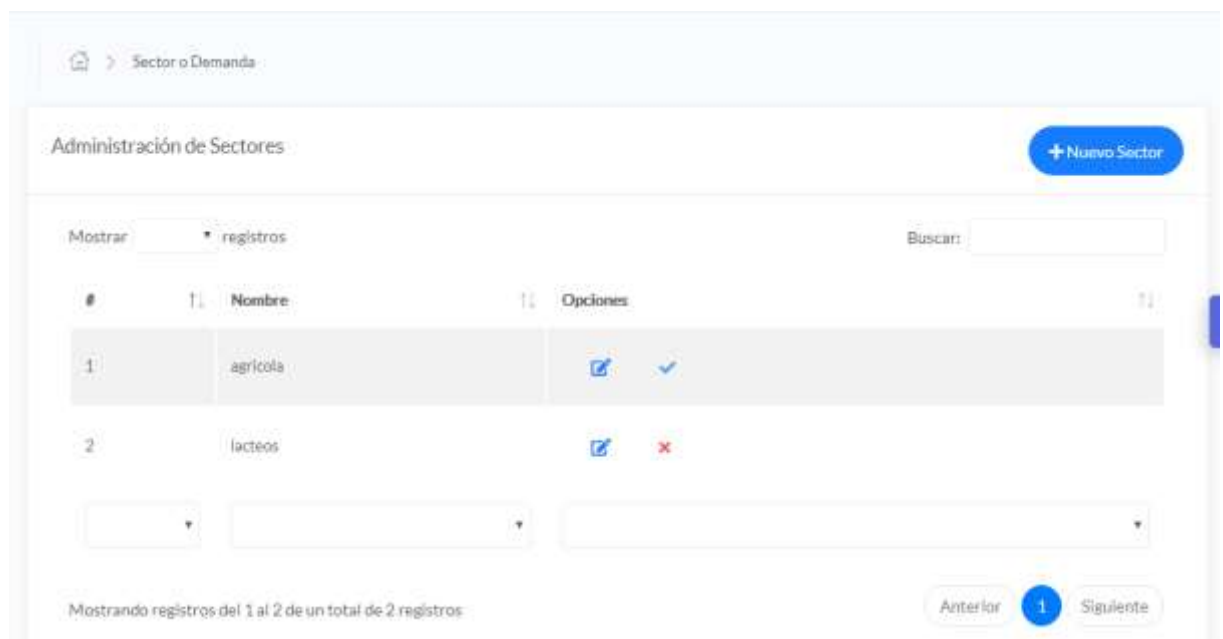 Sector o Demanda
Administración de Sectores
+ Nuevo Sector
Mostrar registros
Buscar:
# Nombre Opciones
1 agricola
2 lacteos
Mostrando registros del 1 al 2 de un total de 2 registros
Anterior 1 Siguiente